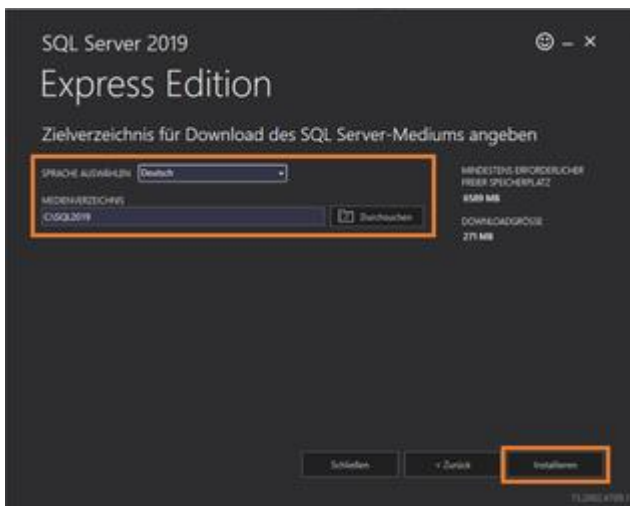 SQL Server 2019
Express Edition
Zielverzeichnis für Download des SQL Server-Mediums angeben
SPRACHE AUSWÄHLEN Deutsch
MEDIENVERZEICHNIS
C:\SQL2019 Durchsuchen
MINDESTENS ERFORDERLICHER
FREIER SPEICHERPLATZ
6589 MB
DOWNLOADGRÖSSE
271 MB
Schließen < Zurück Installieren